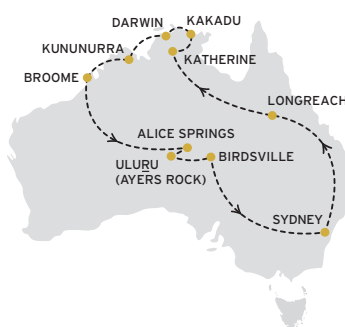 DARWIN
KAKADU
KUNUNURRA
KATHERINE
BROOME
LONGREACH
ALICE SPRINGS
ULURU
BIRDSVILLE
(AYERS ROCK)
SYDNEY